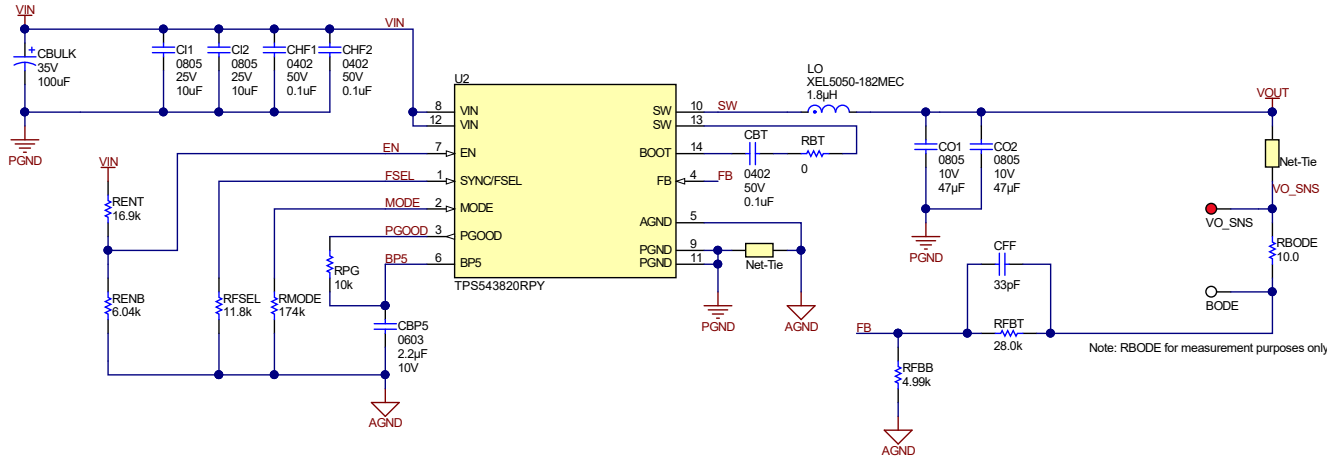 VIN
VIN
CBULK
35V
100uF
+
CI1
0805
25V
10uF
CI2
0805
25V
10uF
CHF1
0402
50V
0.1uF
CHF2
0402
50V
0.1uF
PGND
U2
8
VIN
12
VIN
EN
7
EN
FSEL
1
SYNC/FSEL
MODE
2
MODE
PGOOD
3
PGOOD
BP5
6
BP5
TPS543820RPY
SW
10
SW
SW
13
BOOT
14
FB
4
FB
AGND
5
PGND
9
PGND
11
LO
XEL5050-182MEC
1.8µH
CBT
0402
50V
0.1uF
RBT
0
VIN
RENT
16.9k
RENB
6.04k
RFSEL
11.8k
RMODE
174k
RPG
10k
CBP5
0603
2.2µF
10V
AGND
Net-Tie
PGND
AGND
CO1
0805
10V
47µF
CO2
0805
10V
47µF
PGND
VOUT
Net-Tie
VO_SNS
VO_SNS
RBODE
10.0
BODE
CFF
33pF
FB
RFBT
28.0k
RFBB
4.99k
AGND
Note: RBODE for measurement purposes only